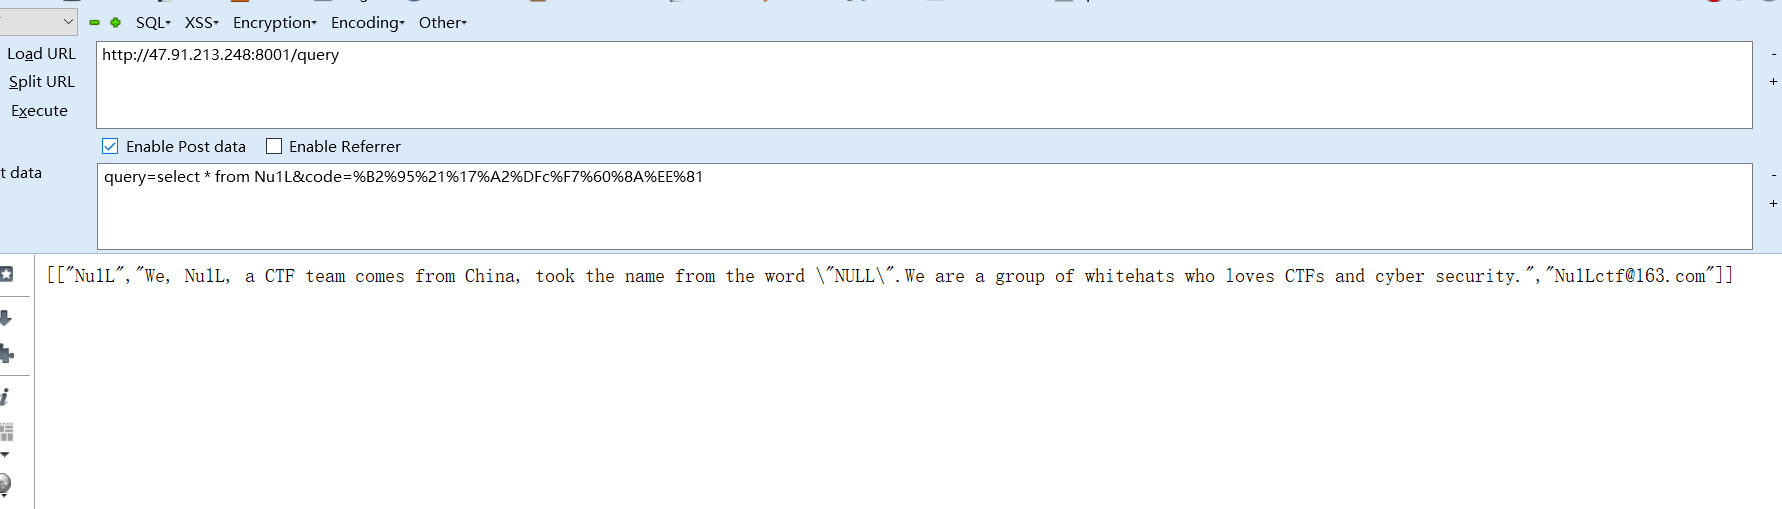 SQL XSS Encryption Encoding Other
Load URL
http://47.91.213.248:8001/query
Split URL
Execute
Enable Post data Enable Referrer
t data
query=select * from Nu1L&code=%B2%95%21%17%A2%DFc%F7%60%8A%EE%81
[["Nu1L","We, Nu1L, a CTF team comes from China, took the name from the word \"NULL\".We are a group of whitehats who loves CTFs and cyber security.","Nu1Lctf@163.com"]]